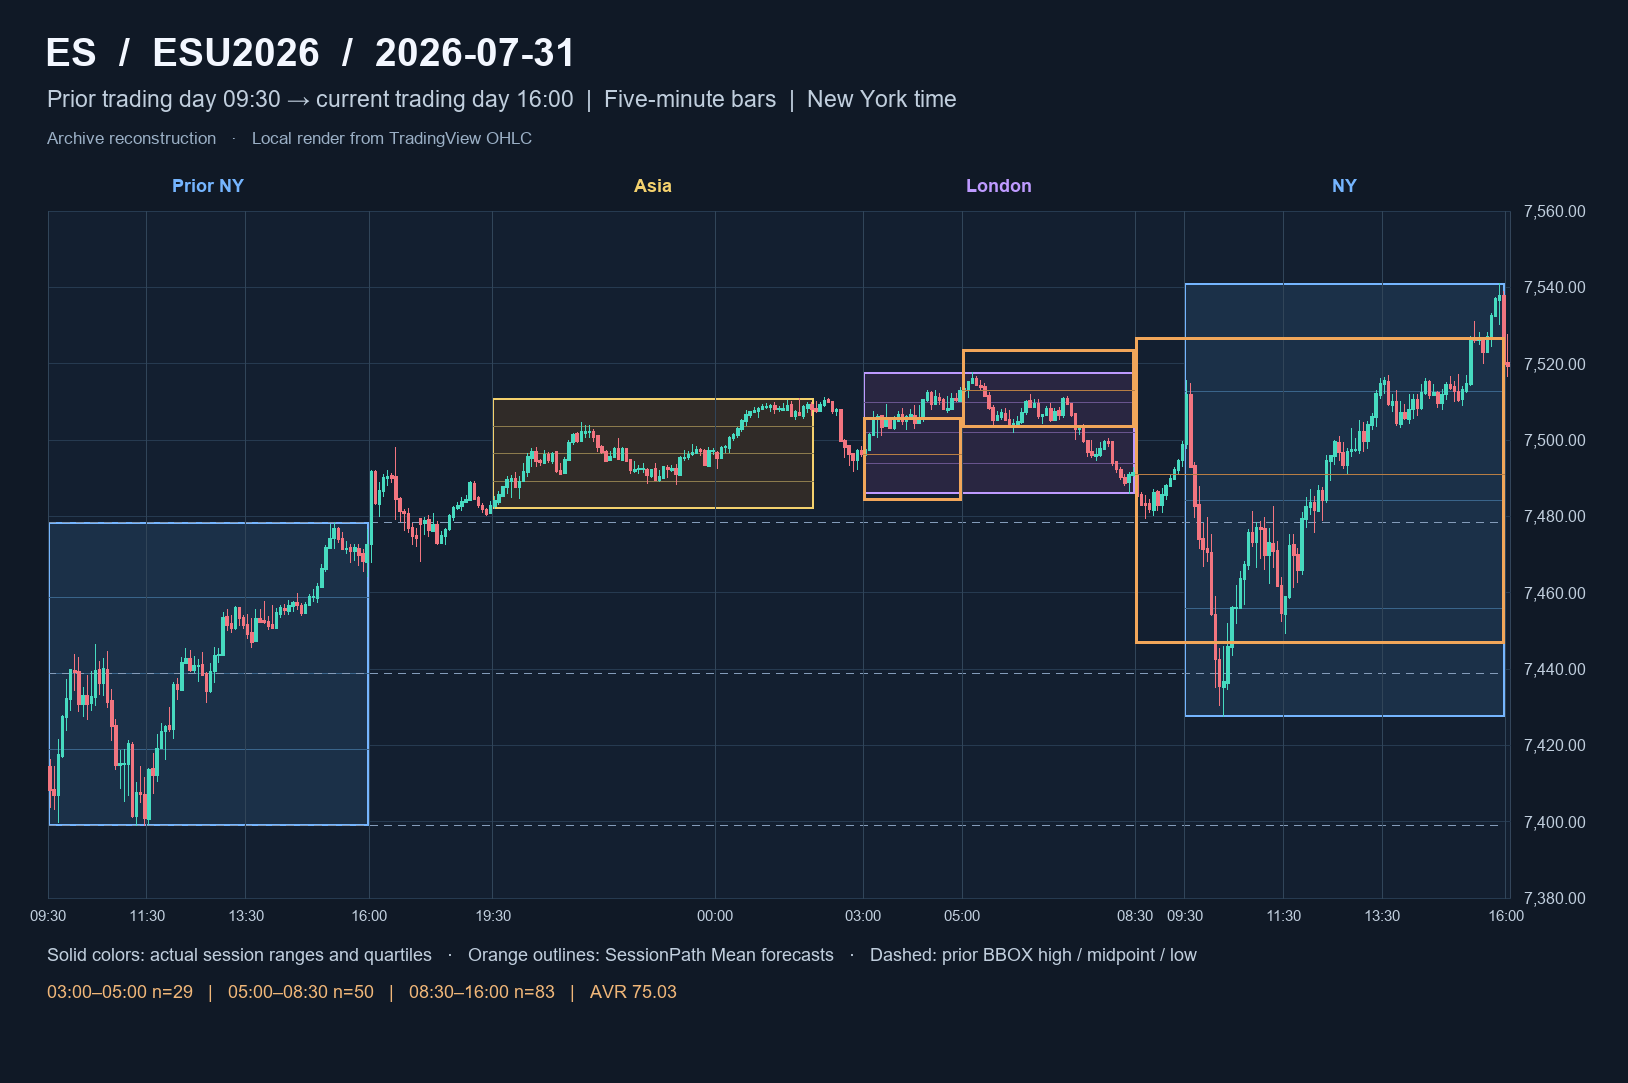 ES / ESU2026 / 2026-07-31
Prior trading day 09:30 → current trading day 16:00 | Five-minute bars | New York time
Archive reconstruction · Local render from TradingView OHLC
Prior NY Asia London NY
7,560.00
7,540.00
7,520.00
7,500.00
7,480.00
7,460.00
7,440.00
7,420.00
7,400.00
7,380.00
09:30 11:30 13:30 16:00 19:30 00:00 03:00 05:00 08:30 09:30 11:30 13:30 16:00
Solid colors: actual session ranges and quartiles · Orange outlines: SessionPath Mean forecasts · Dashed: prior BBOX high / midpoint / low
03:00–05:00 n=29 | 05:00–08:30 n=50 | 08:30–16:00 n=83 | AVR 75.03